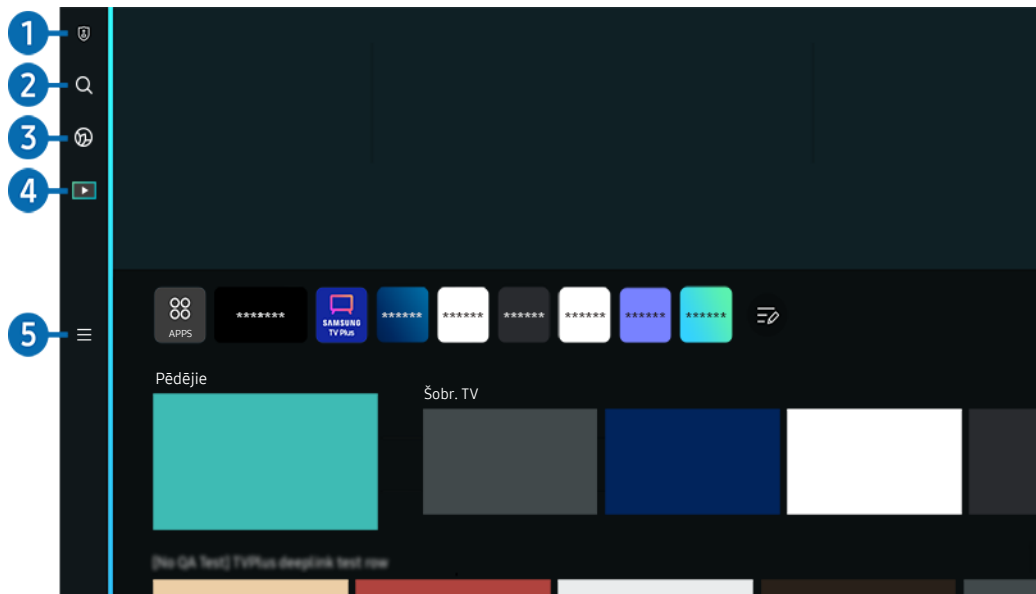 1
2
3
4
5
APPS
*******
SAMSUNG
TV Plus
******
******
******
******
******
******
Pēdējie
Šobr. TV
[No QA Test] TVPlus deeplink test row